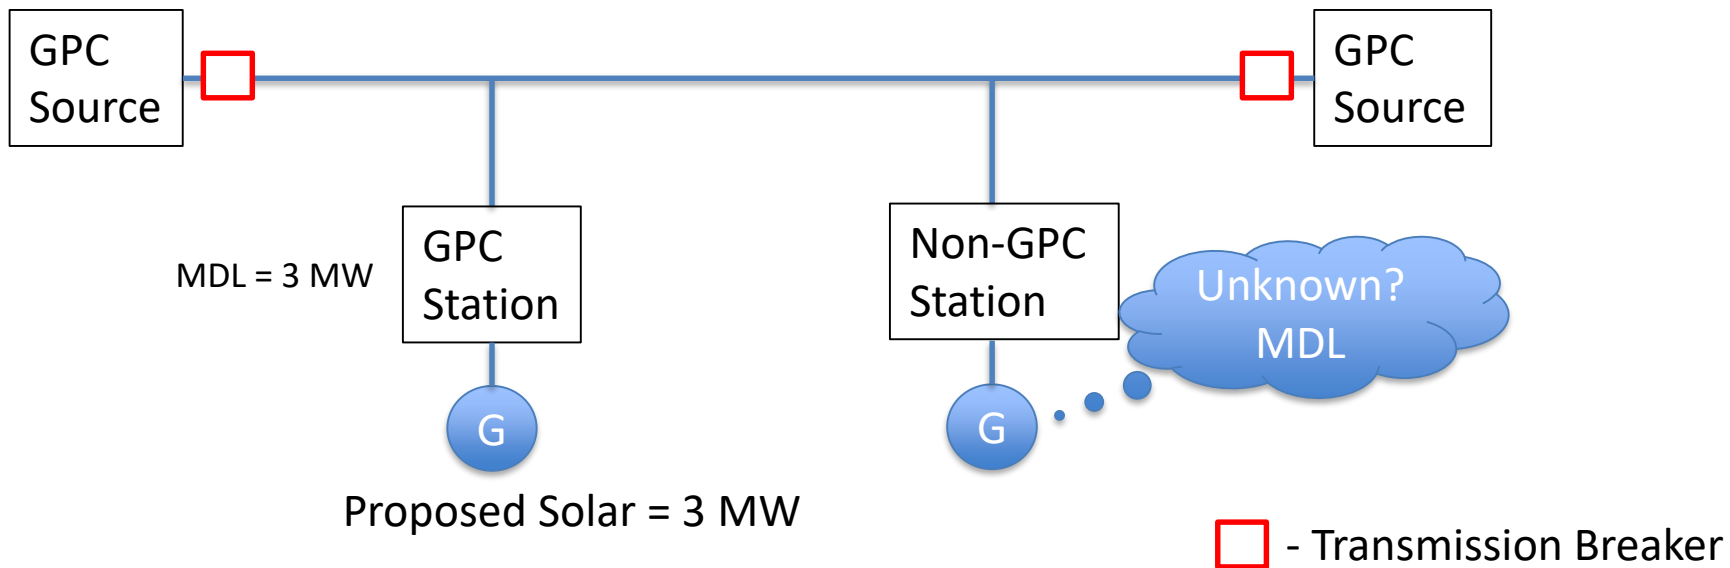 GPC
Source
GPC
Source
MDL = 3 MW
GPC
Station
Non-GPC
Station
Unknown?
MDL
G
G
Proposed Solar = 3 MW
- Transmission Breaker